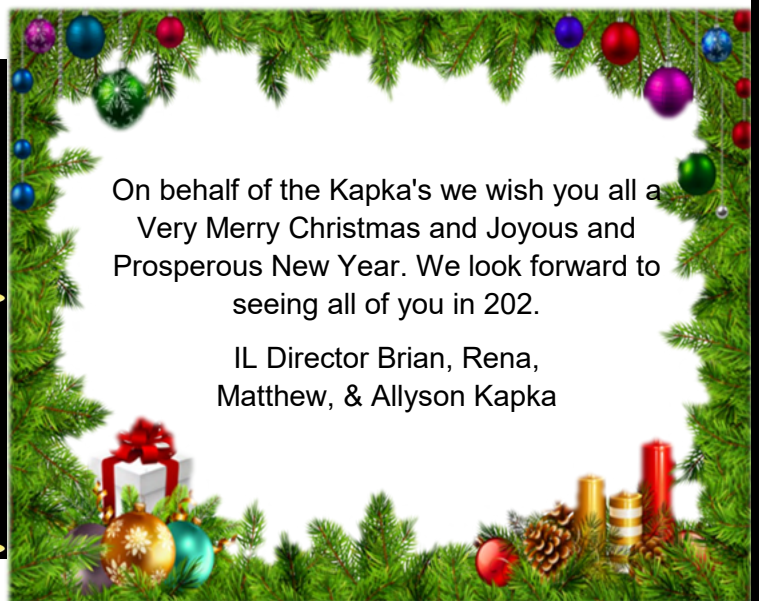 On behalf of the Kapka's we wish you all a
Very Merry Christmas and Joyous and
Prosperous New Year. We look forward to
seeing all of you in 202.
IL Director Brian, Rena,
Matthew, & Allyson Kapka